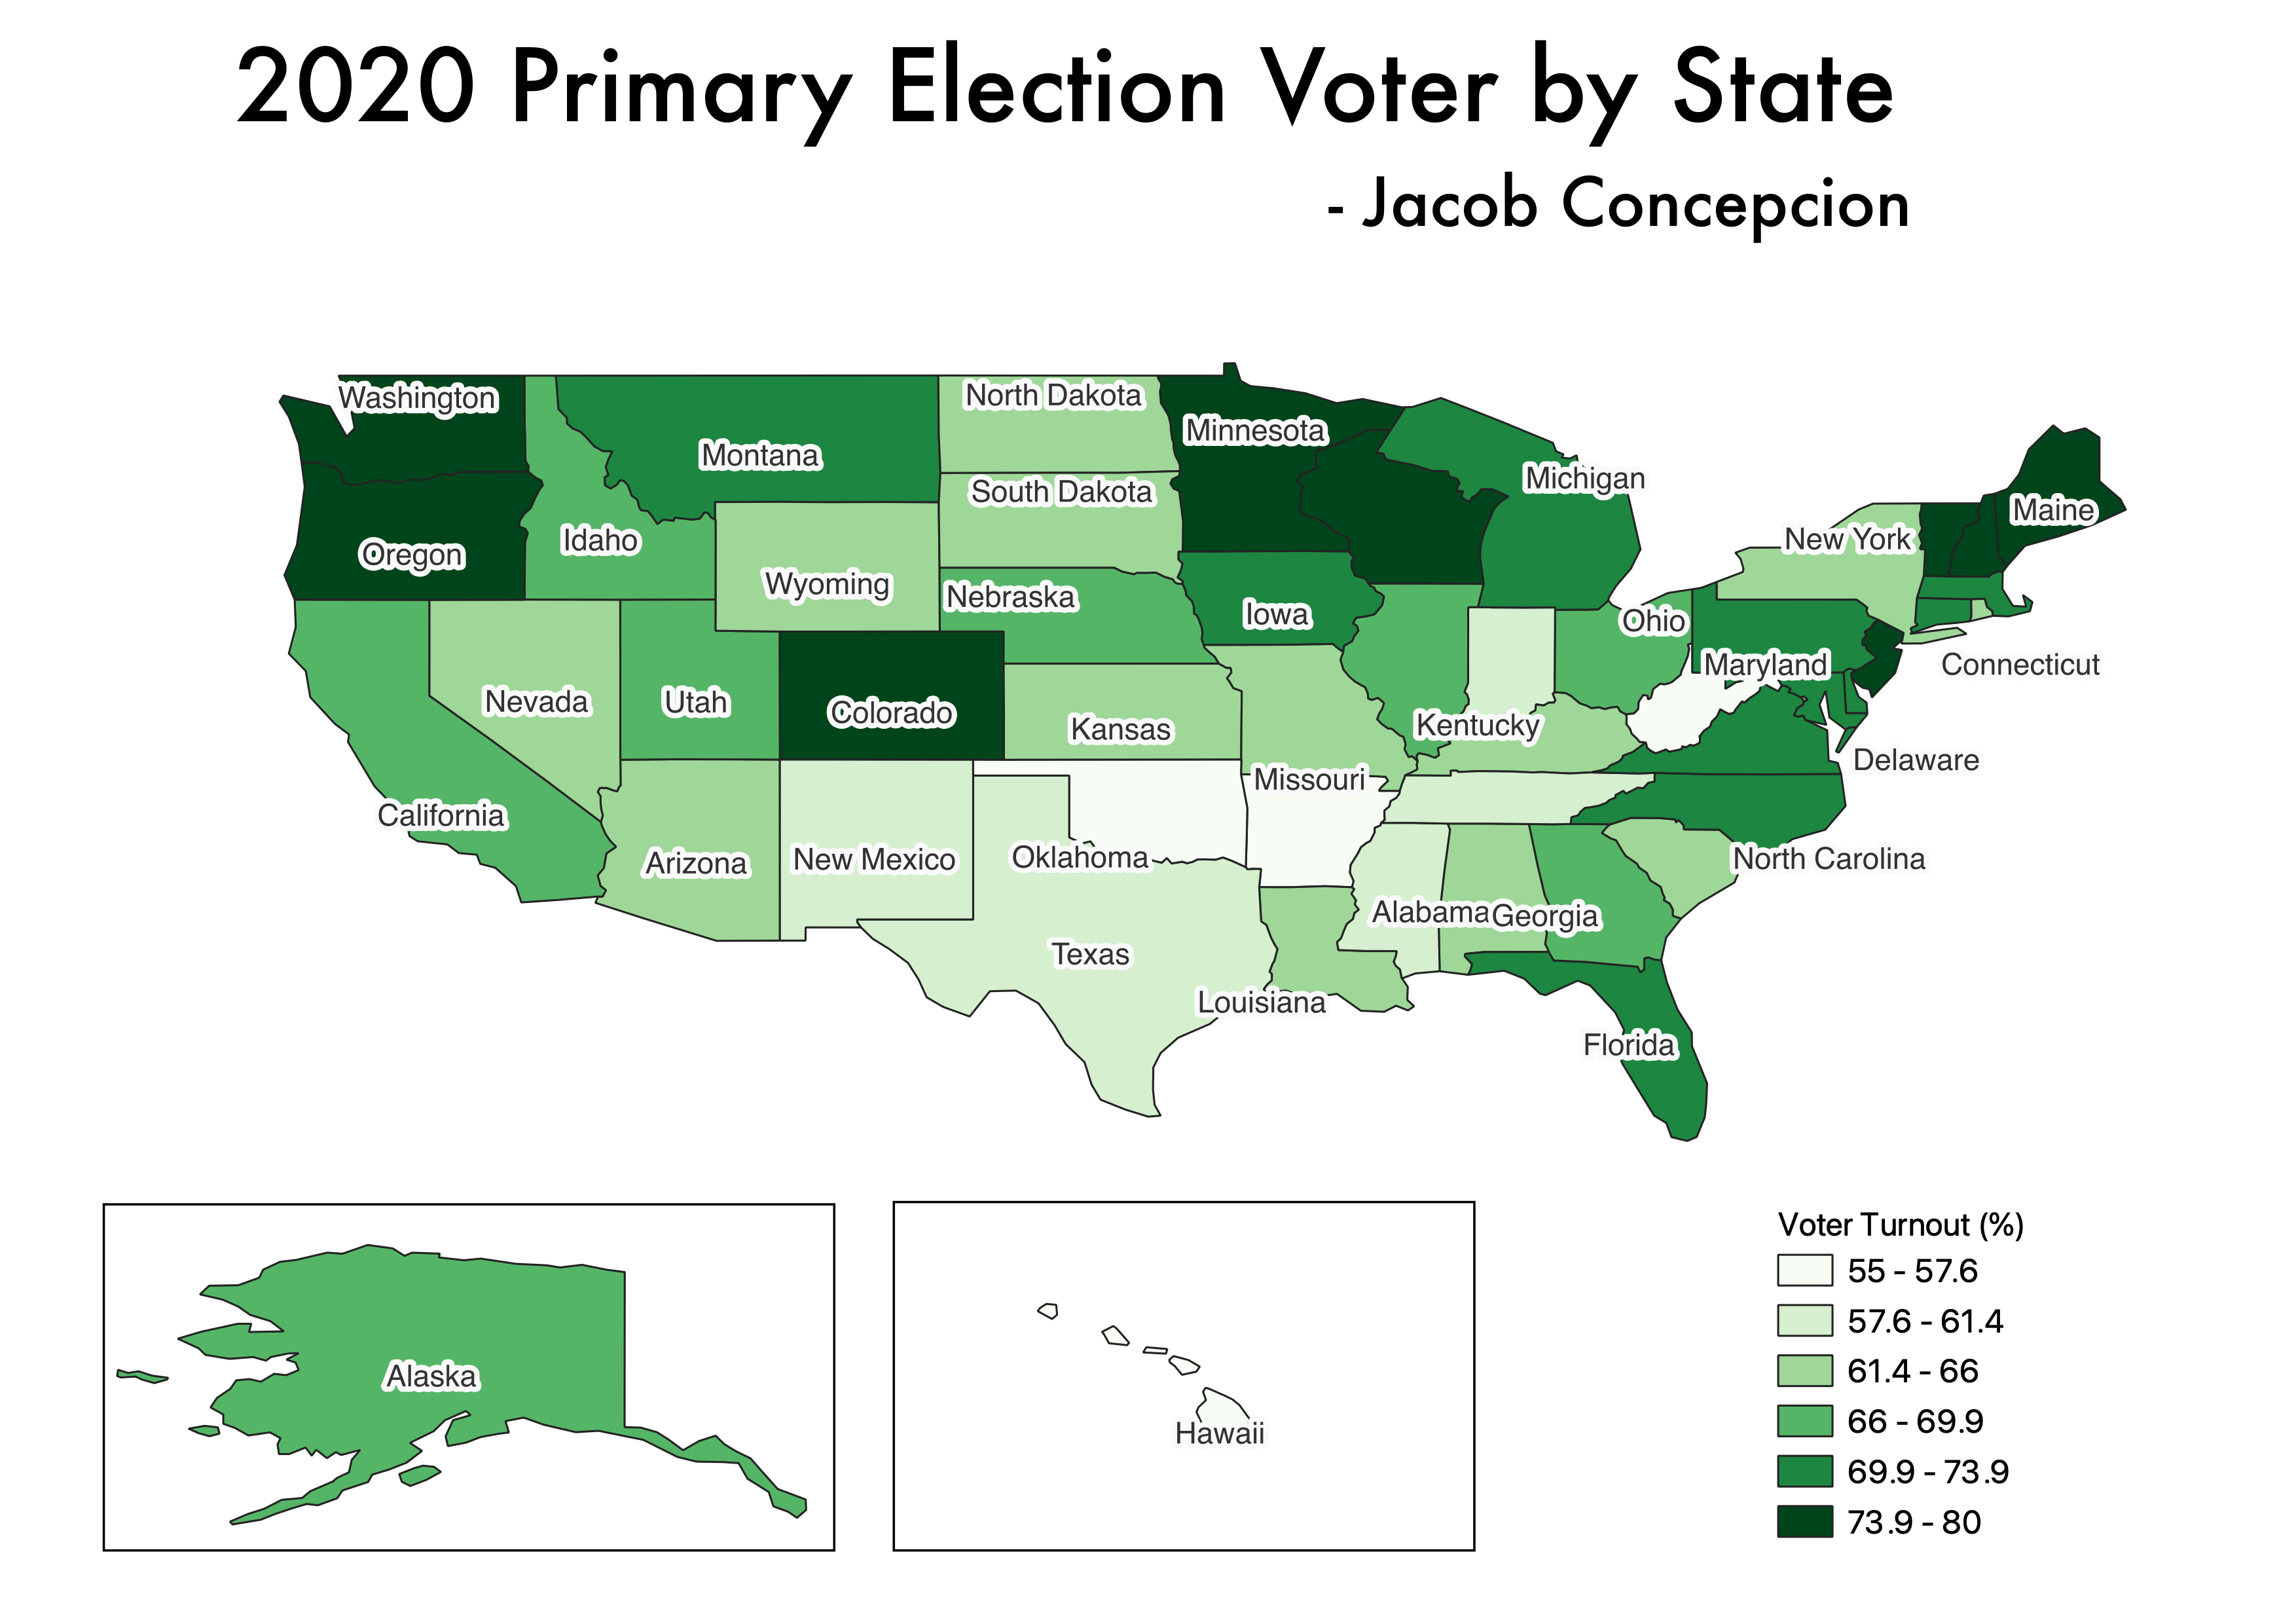 2020 Primary Election Voter by State
- Jacob Concepcion
Washington
North Dakota
Minnesota
Montana
Michigan
South Dakota
Maine
Oregon
Idaho
New York
Wyoming
Nebraska
Iowa
Ohio
Maryland
Connecticut
Nevada
Utah
Colorado
Kansas
Kentucky
Delaware
Missouri
California
Arizona
New Mexico
Oklahoma
North Carolina
Alabama
Georgia
Texas
Louisiana
Florida
Alaska
Hawaii
Voter Turnout (%)
55 - 57.6
57.6 - 61.4
61.4 - 66
66 - 69.9
69.9 - 73.9
73.9 - 80